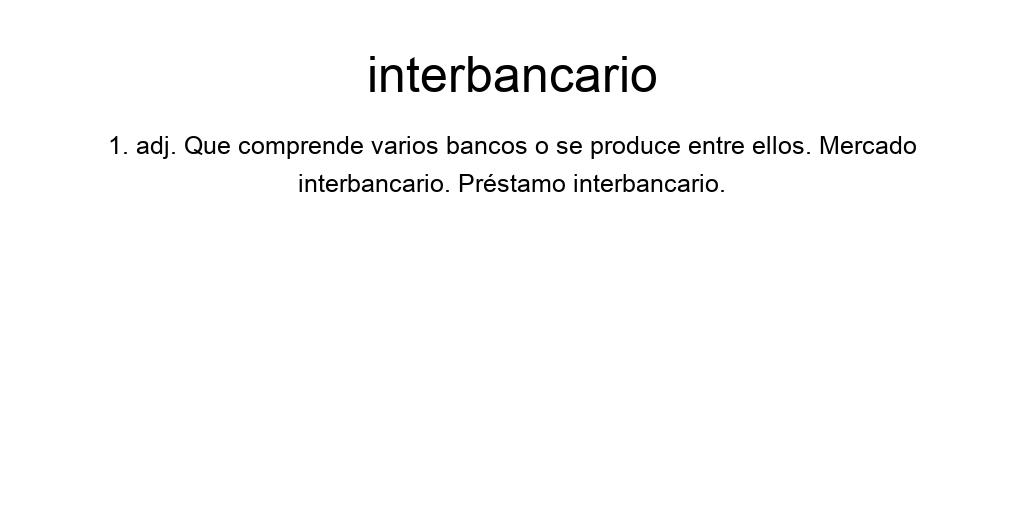 interbancario
1. adj. Que comprende varios bancos o se produce entre ellos. Mercado
interbancario. Préstamo interbancario.